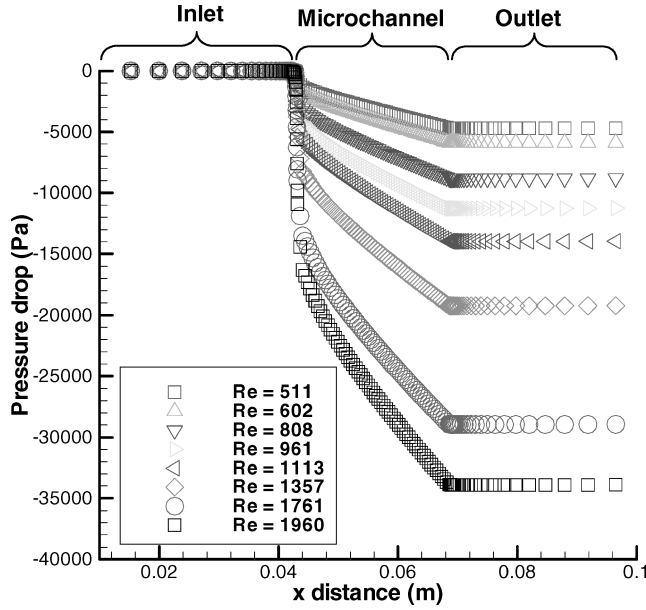 Inlet Microchannel Outlet
0
-5000
-10000
-15000
-20000
-25000
-30000
-35000
-40000
Pressure drop (Pa)
Re = 511
Re = 602
Re = 808
Re = 961
Re = 1113
Re = 1357
Re = 1761
Re = 1960
0.02 0.04 0.06 0.08 0.1
x distance (m)